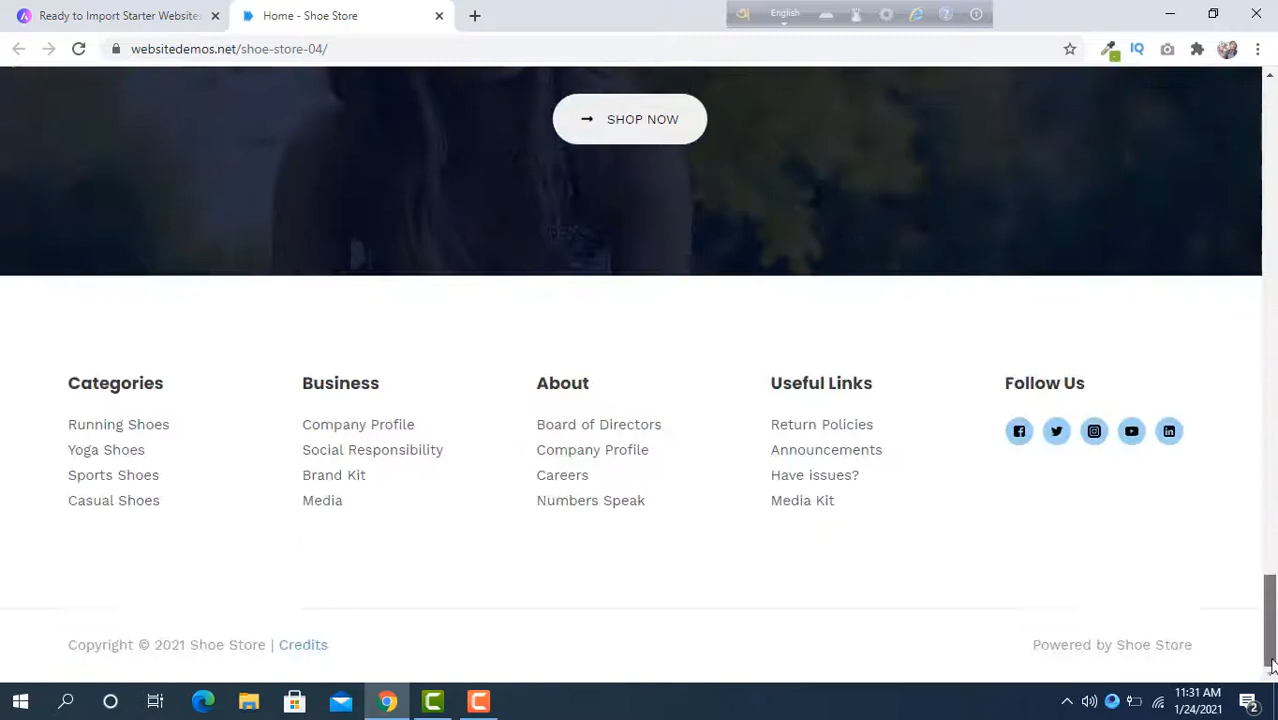 Ready to Import Starter Websites
Home - Shoe Store
English
websitedemos.net/shoe-store-04/
IQ
SHOP NOW
Categories
Running Shoes
Yoga Shoes
Sports Shoes
Casual Shoes
Business
Company Profile
Social Responsibility
Brand Kit
Media
About
Board of Directors
Company Profile
Careers
Numbers Speak
Useful Links
Return Policies
Announcements
Have issues?
Media Kit
Follow Us
Copyright © 2021 Shoe Store | Credits
Powered by Shoe Store
11:31 AM
1/24/2021
2